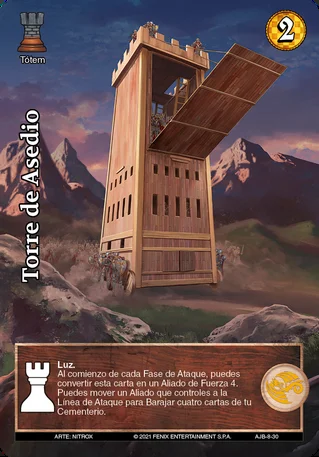 2
Tótem
Torre de Asedio
Luz.
Al comienzo de cada Fase de Ataque, puedes
convertir esta carta en un Aliado de Fuerza 4.
Puedes mover un Aliado que controles a la
Línea de Ataque para Barajar cuatro cartas de tu
Cementerio.
ARTE: NITROX © 2021 FENIX ENTERTAINMENT S.P.A. AJB-8-30